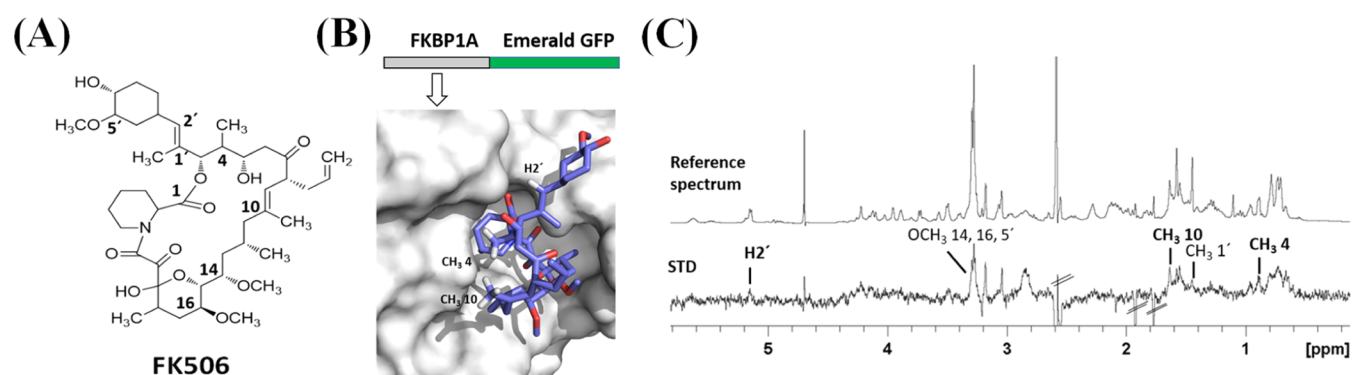 (A)
HO
H₃CO
5´
2´
CH₃
H₃C
1´
4
O
OH
O
CH₂
1
O
10
CH₃
N
O
O
O
14
CH₃
OCH₃
HO
16
H₃C
OCH₃
FK506
(B)
FKBP1A Emerald GFP
H2´
CH₃ 4
CH₃ 10
(C)
Reference
spectrum
OCH₃ 14, 16, 5´
CH₃ 10
CH₃ 1´
CH₃ 4
STD
H2´
5 4 3 2 1 [ppm]